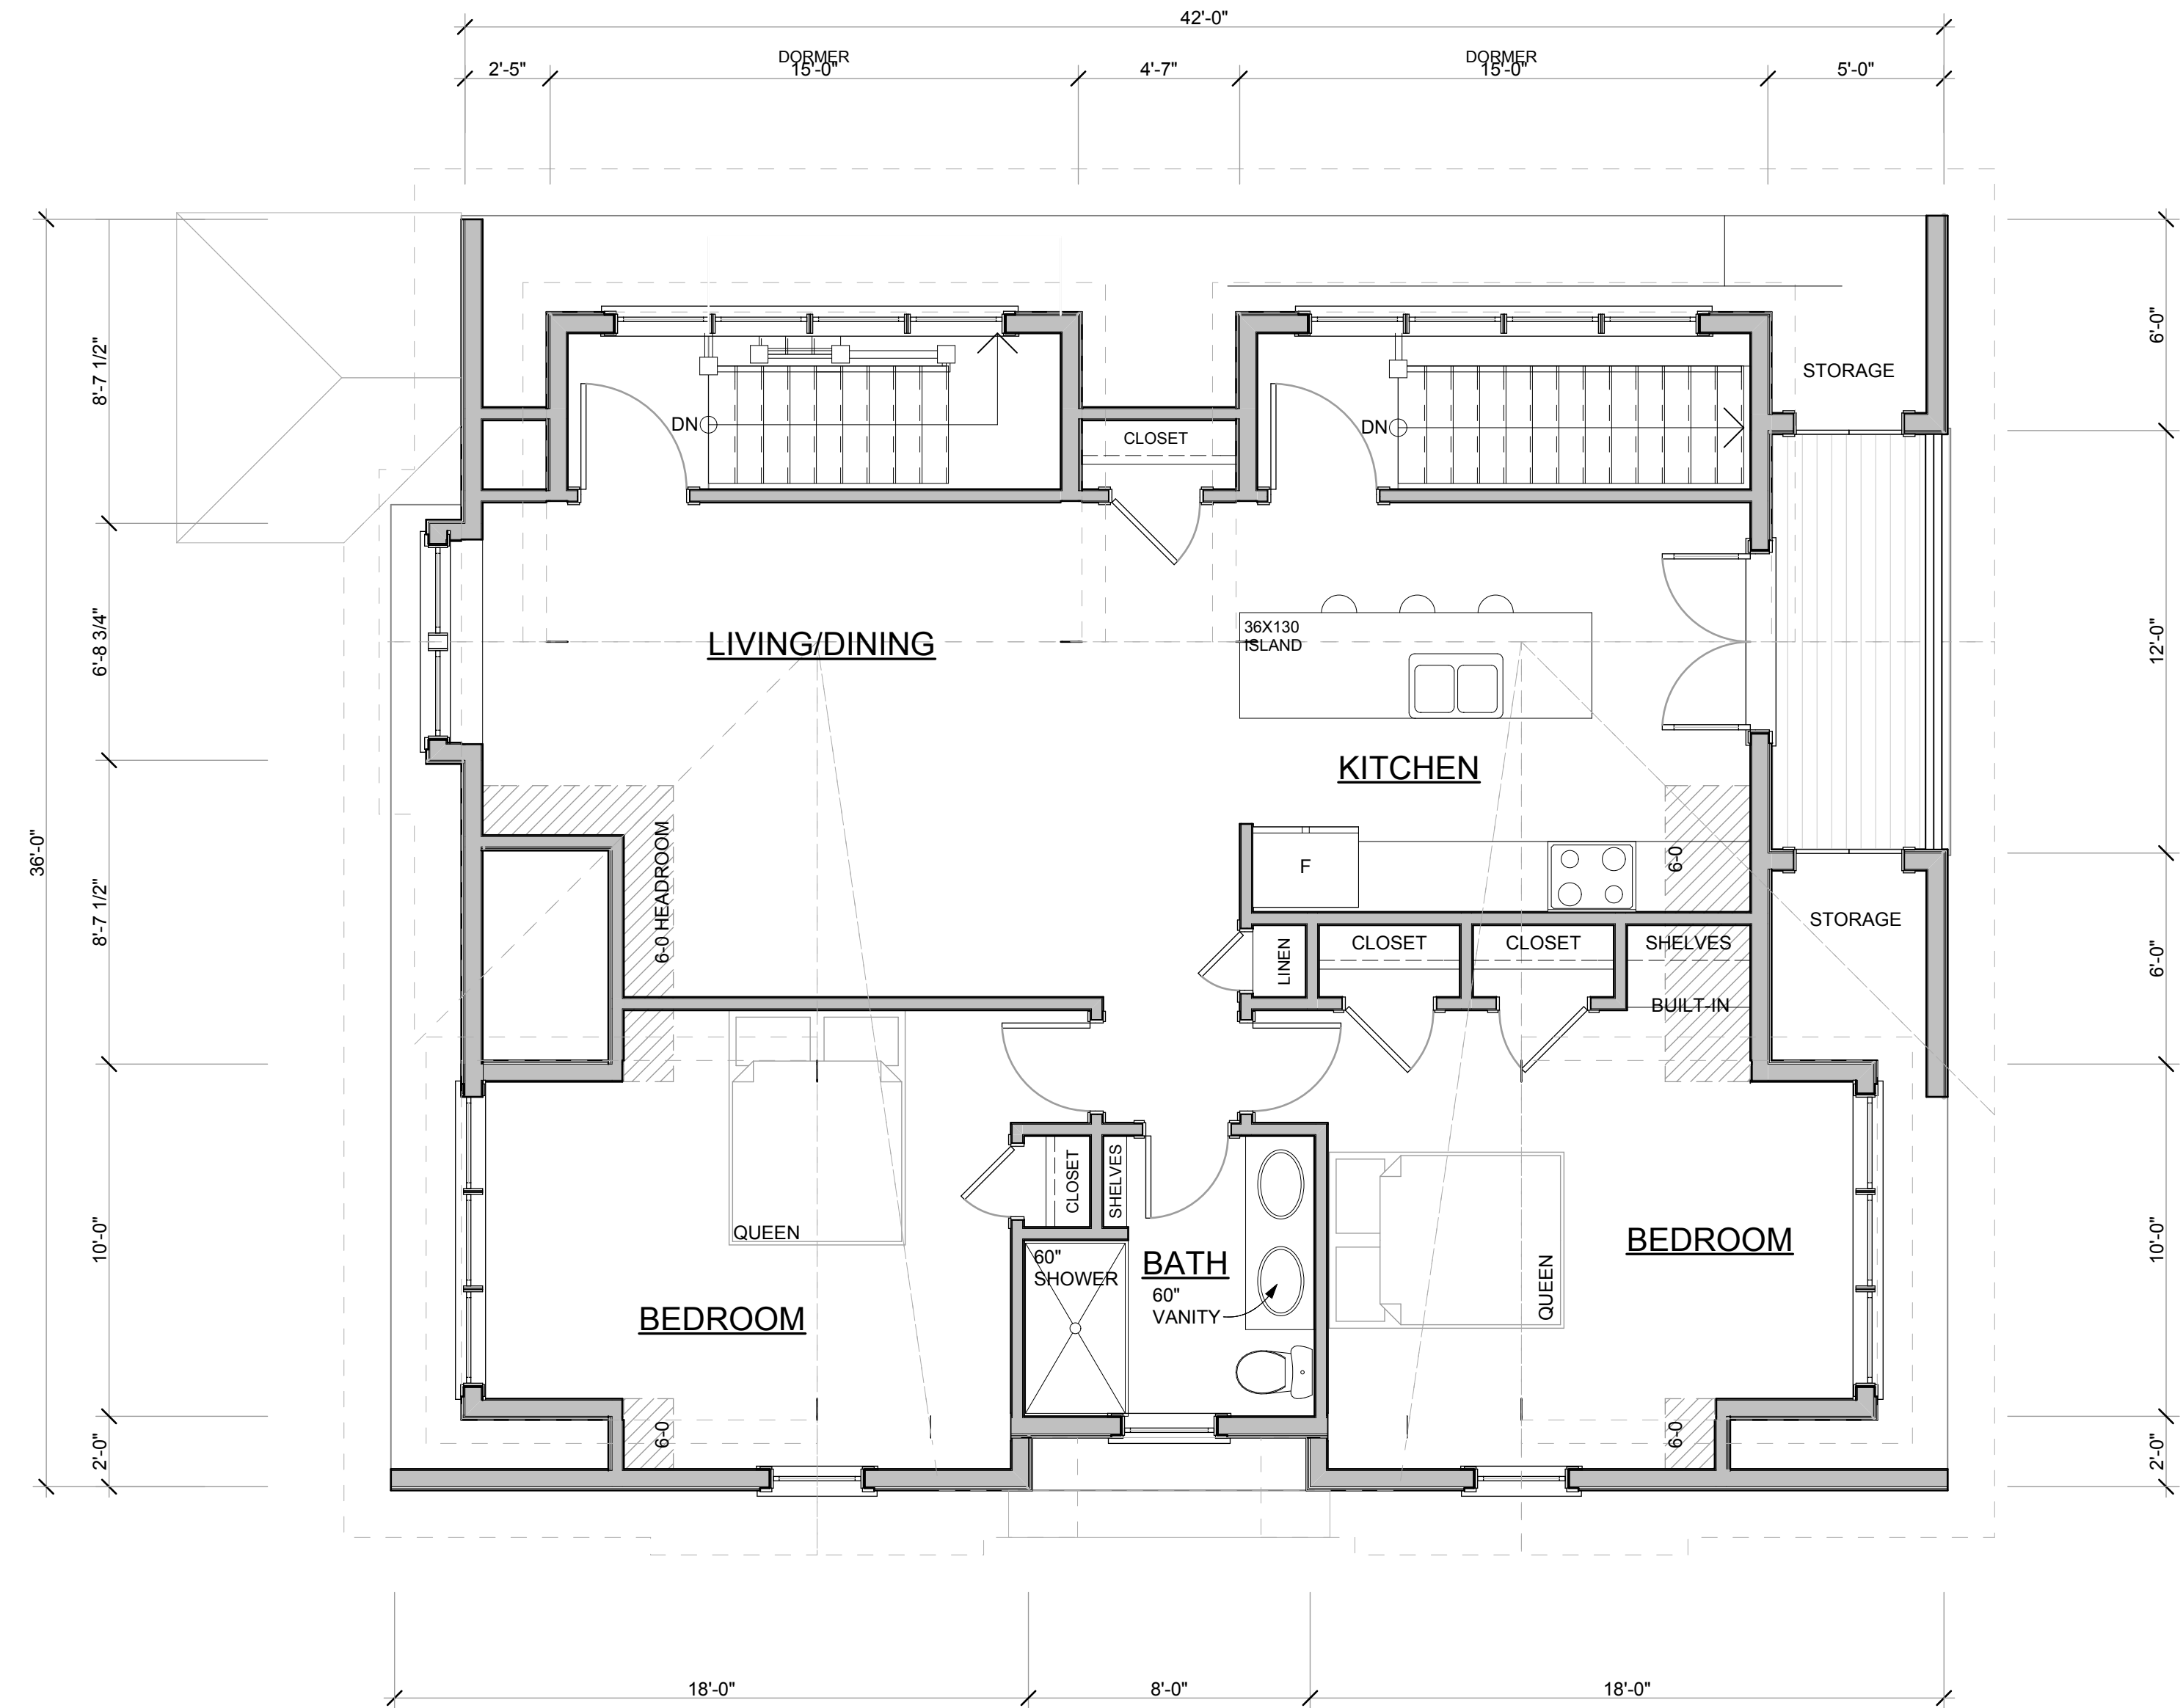 42'-0"
DORMER
DORMER
2'-5"
15'-0"
4'-7"
15'-0"
5'-0"
8'-7 1/2"
6'-0"
STORAGE
DN
CLOSET
DN
6'-8 3/4"
LIVING/DINING
36X130
ISLAND
12'-0"
KITCHEN
36'-0"
6-0 HEADROOM
F
6-0
8'-7 1/2"
STORAGE
LINEN
CLOSET
CLOSET
SHELVES
6'-0"
BUILT-IN
CLOSET
SHELVES
QUEEN
10'-0"
BEDROOM
10'-0"
60"
SHOWER
BATH
60"
VANITY
QUEEN
BEDROOM
2'-0"
6-0
6-0
2'-0"
18'-0"
8'-0"
18'-0"